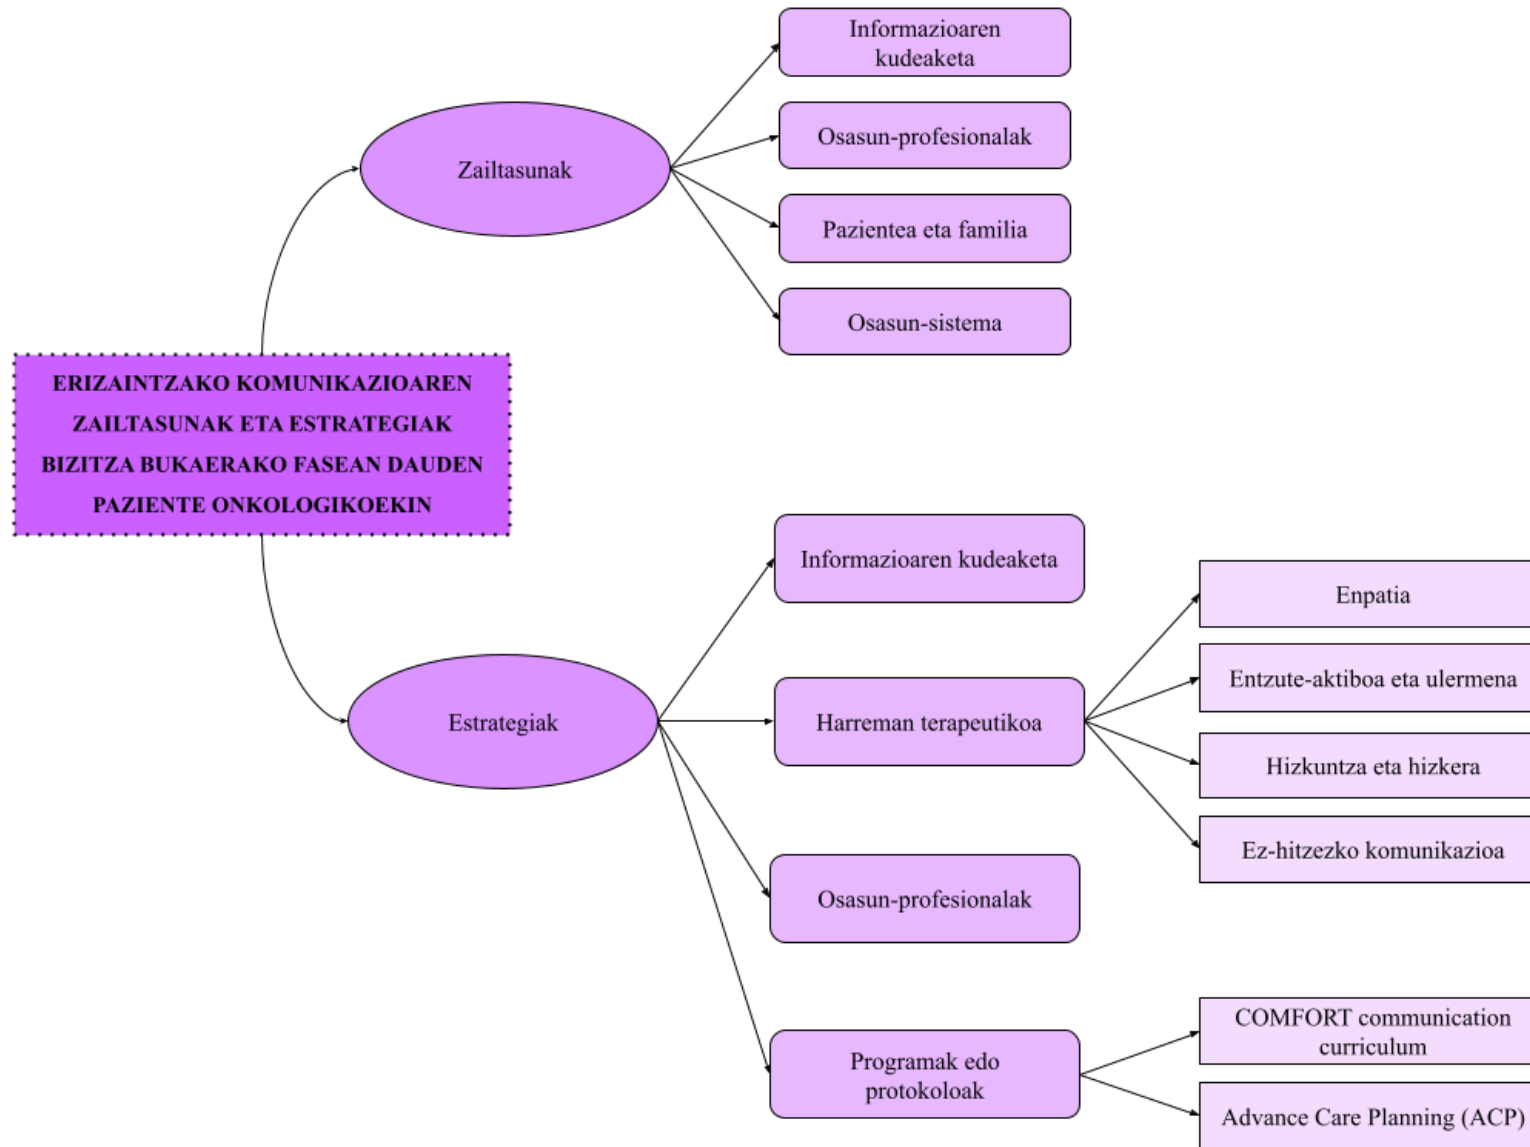 ERIZAINTZAKO KOMUNIKAZIOAREN
ZAILTASUNAK ETA ESTRATEGIAK
BIZITZA BUKAERAKO FASEAN DAUDEN
PAZIENTE ONKOLOGIKOEKIN
Zailtasunak
Informazioaren
kudeaketa
Osasun-profesionalak
Pazientea eta familia
Osasun-sistema
Estrategiak
Informazioaren kudeaketa
Harreman terapeutikoa
Enpatia
Entzute-aktiboa eta ulermena
Hizkuntza eta hizkera
Ez-hitzezko komunikazioa
Osasun-profesionalak
Programak edo
protokoloak
COMFORT communication
curriculum
Advance Care Planning (ACP)